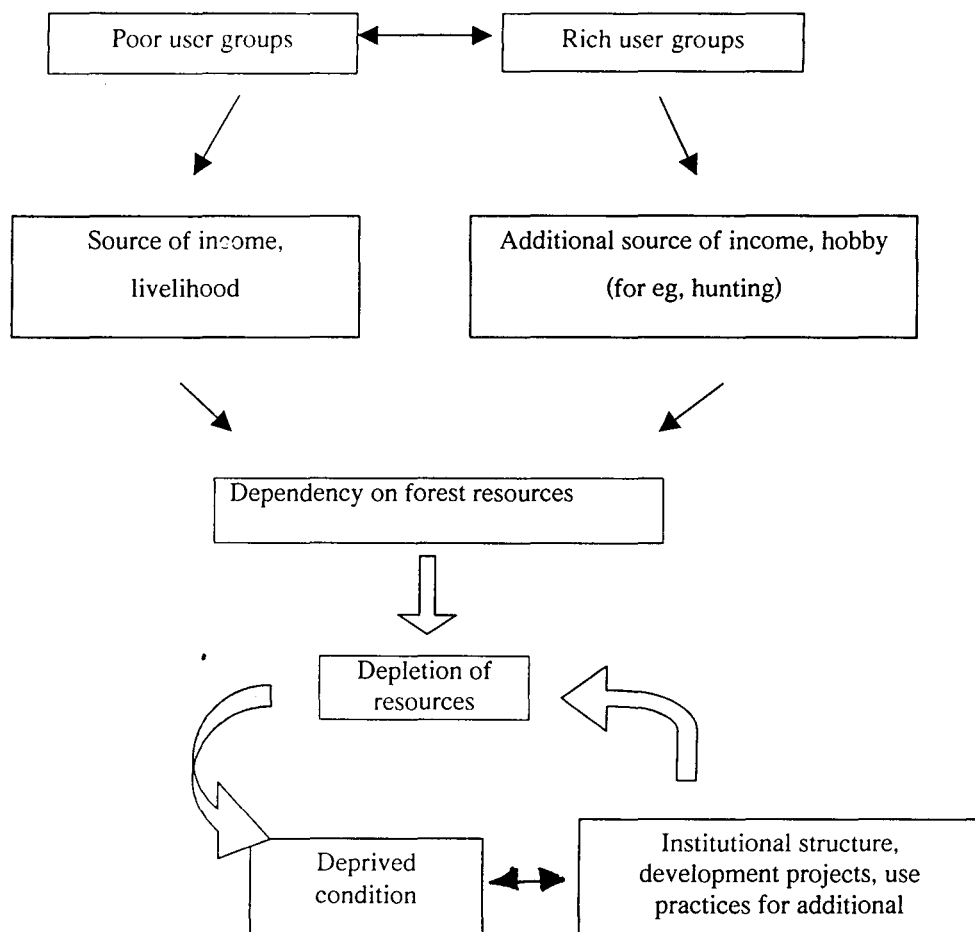 Poor user groups
Rich user groups
Source of income,
livelihood
Additional source of income, hobby
(for eg, hunting)
Dependency on forest resources
Depletion of
resources
Deprived
condition
Institutional structure,
development projects, use
practices for additional